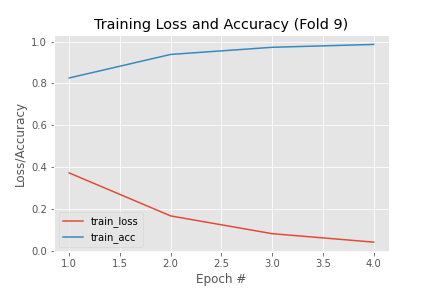 Training Loss and Accuracy (Fold 9)
1.0
0.8
0.6
0.4
0.2
0.0
Loss/Accuracy
train_loss
train_acc
1.0 1.5 2.0 2.5 3.0 3.5 4.0
Epoch #